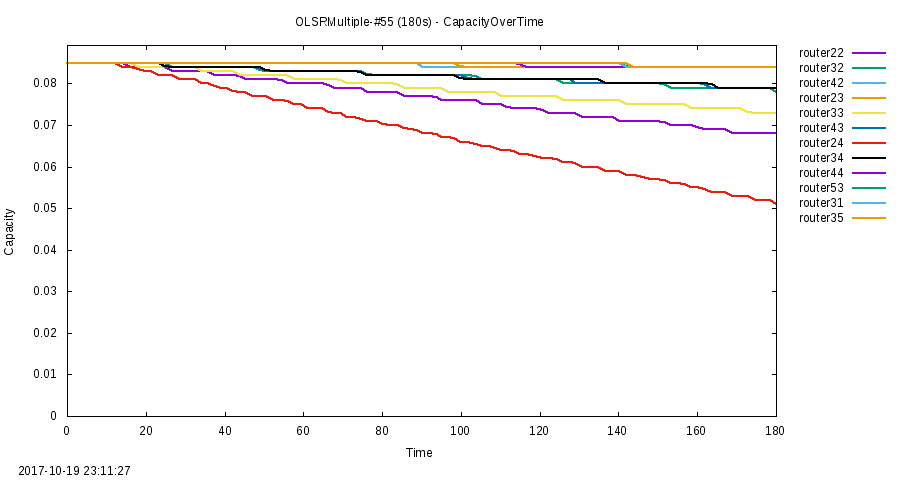 OLSRMultiple-#55 (180s) - CapacityOverTime
router22
router32
router42
router23
router33
router43
router24
router34
router44
router53
router31
router35
0.08
0.07
0.06
0.05
0.04
0.03
0.02
0.01
0
Capacity
0 20 40 60 80 100 120 140 160 180
Time
2017-10-19 23:11:27